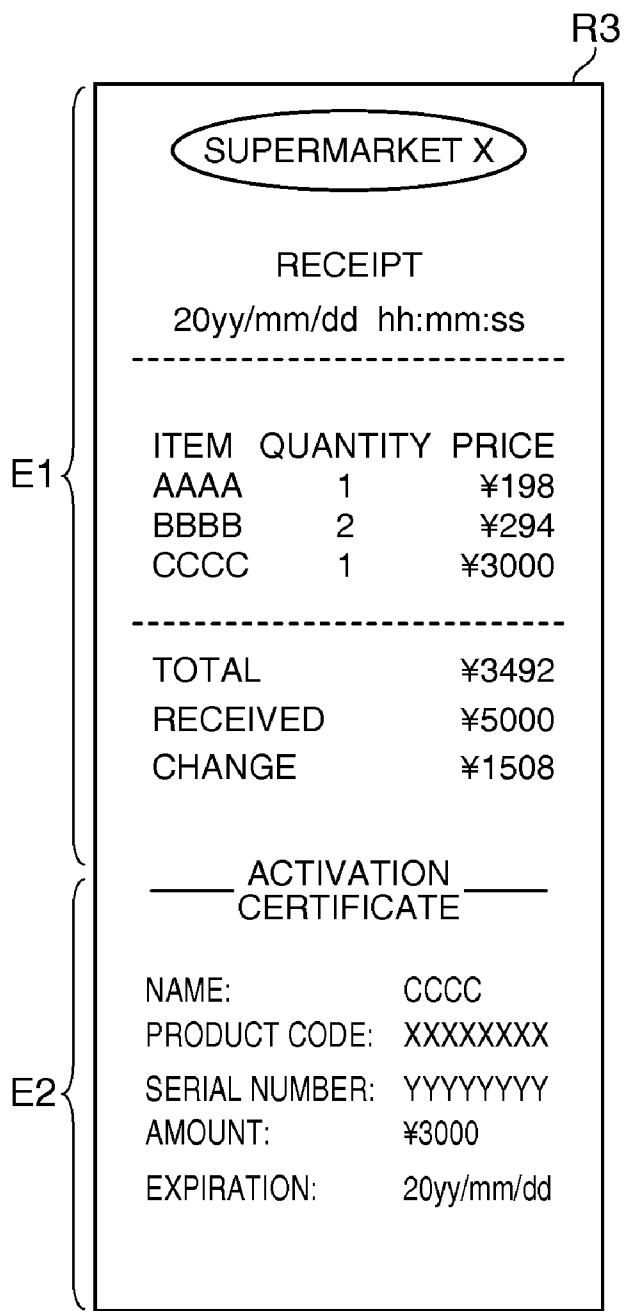 R3
SUPERMARKET X
RECEIPT
20yy/mm/dd hh:mm:ss
E1
ITEM QUANTITY PRICE
AAAA 1 ¥198
BBBB 2 ¥294
CCCC 1 ¥3000
TOTAL ¥3492
RECEIVED ¥5000
CHANGE ¥1508
ACTIVATION
CERTIFICATE
E2
NAME: CCCC
PRODUCT CODE: XXXXXXXX
SERIAL NUMBER: YYYYYYYY
AMOUNT: ¥3000
EXPIRATION: 20yy/mm/dd